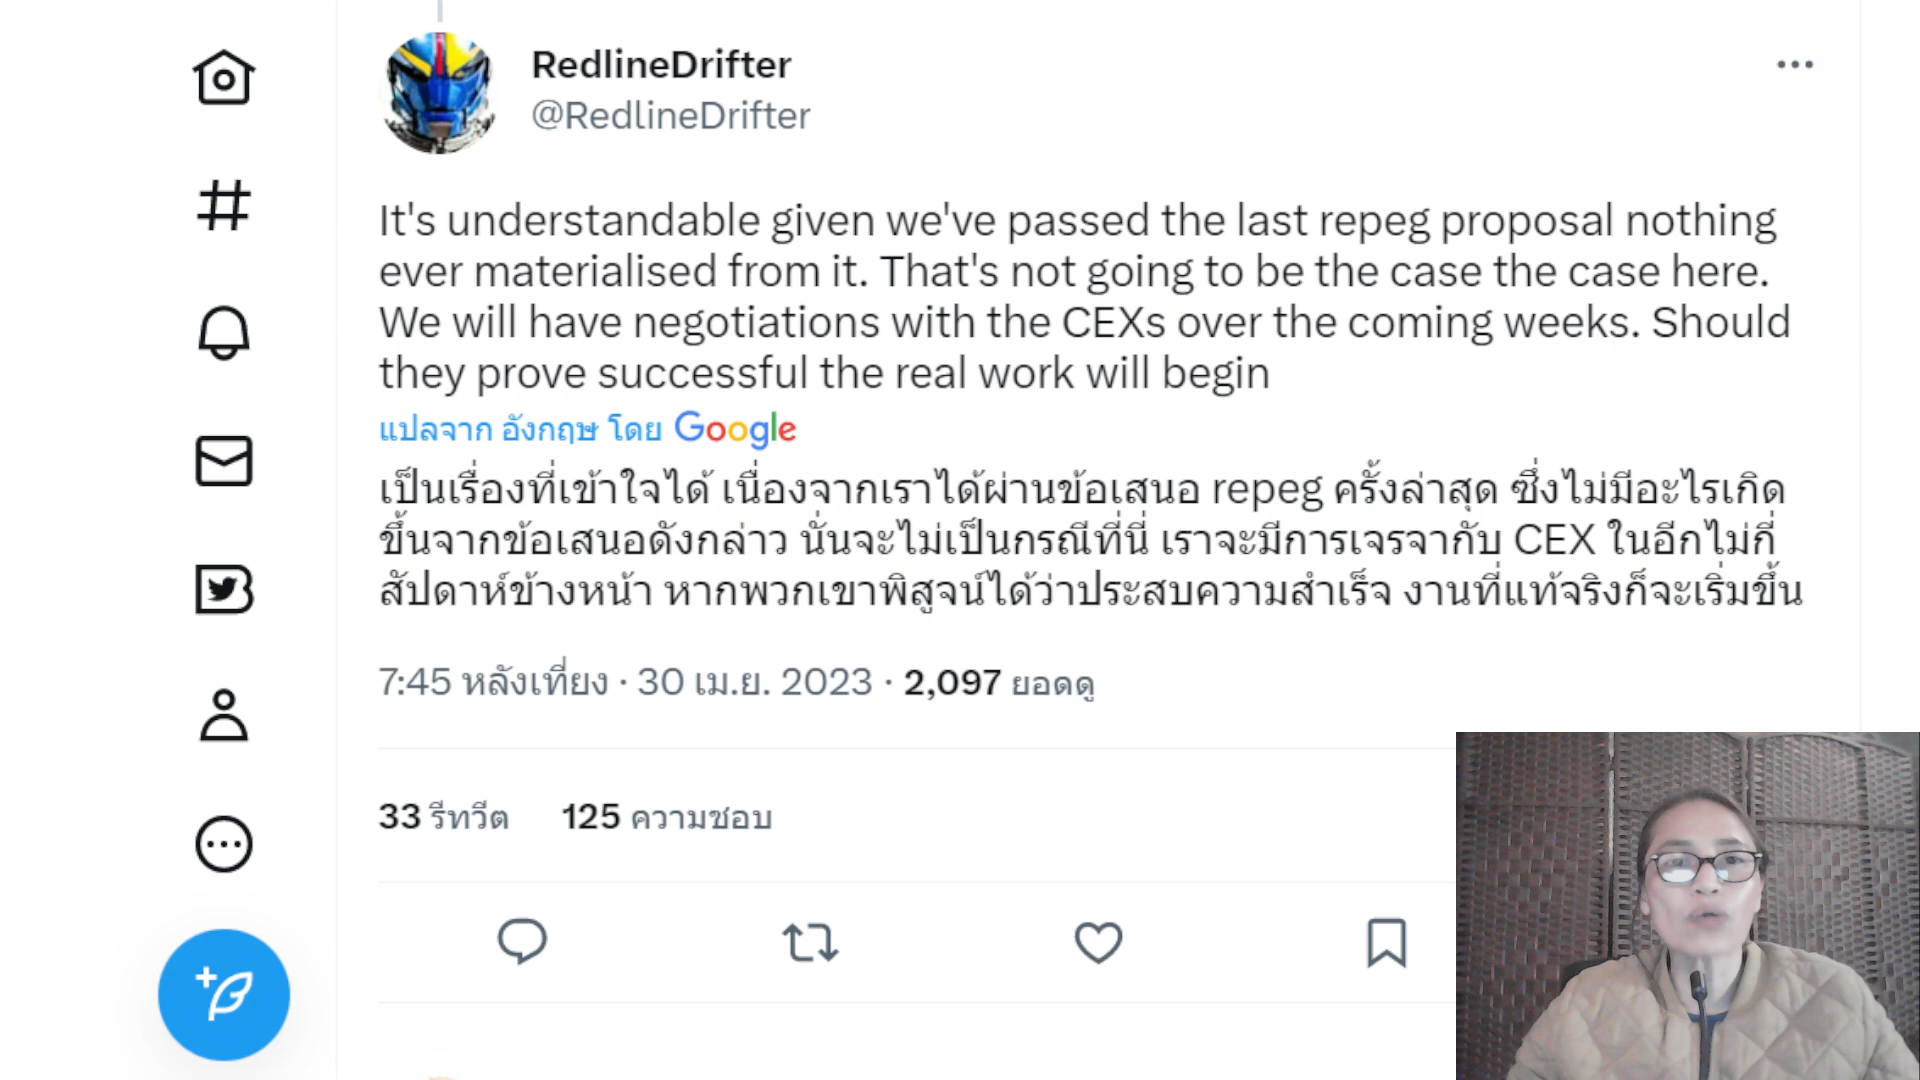 RedlineDrifter
@RedlineDrifter
It's understandable given we've passed the last repeg proposal nothing
ever materialised from it. That's not going to be the case the case here.
We will have negotiations with the CEXs over the coming weeks. Should
they prove successful the real work will begin
แปลจาก อังกฤษ โดย Google
เป็นเรื่องที่เข้าใจได้ เนื่องจากเราได้ผ่านข้อเสนอ repeg ครั้งล่าสุด ซึ่งไม่มีอะไรเกิด
ขึ้นจากข้อเสนอดังกล่าว นั่นจะไม่เป็นกรณีที่นี่ เราจะมีการเจรจากับ CEX ในอีกไม่กี่
สัปดาห์ข้างหน้า หากพวกเขาพิสูจน์ได้ว่าประสบความสำเร็จ งานที่แท้จริงก็จะเริ่มขึ้น
7:45 หลังเที่ยง · 30 เม.ย. 2023 · 2,097 ยอดดู
33 รีทวีต 125 ความชอบ